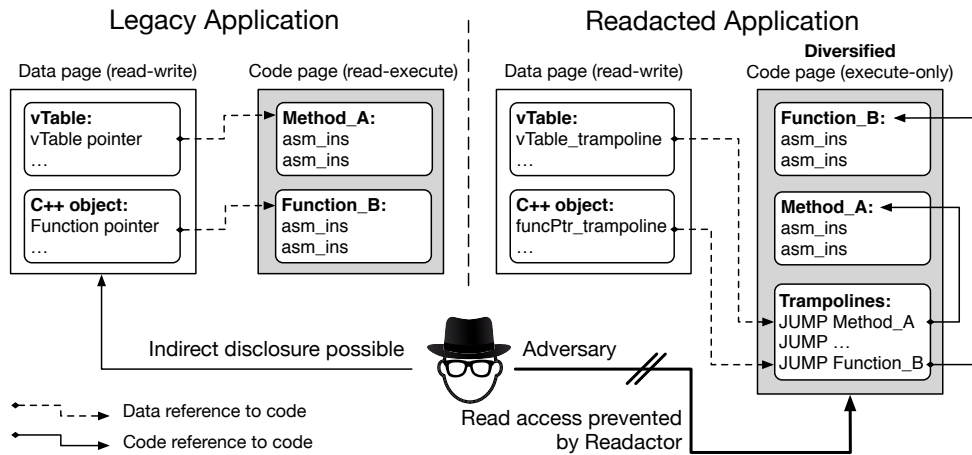 Legacy Application
Readacted Application
Data page (read-write)
Code page (read-execute)
Data page (read-write)
Diversified
Code page (execute-only)
vTable:
vTable pointer
…
C++ object:
Function pointer
…
Method_A:
asm_ins
asm_ins
Function_B:
asm_ins
asm_ins
vTable:
vTable_trampoline
…
C++ object:
funcPtr_trampoline
…
Function_B:
asm_ins
asm_ins
Method_A:
asm_ins
asm_ins
Trampolines:
JUMP Method_A
JUMP …
JUMP Function_B
Indirect disclosure possible
Adversary
Read access prevented
by Readactor
Data reference to code
Code reference to code